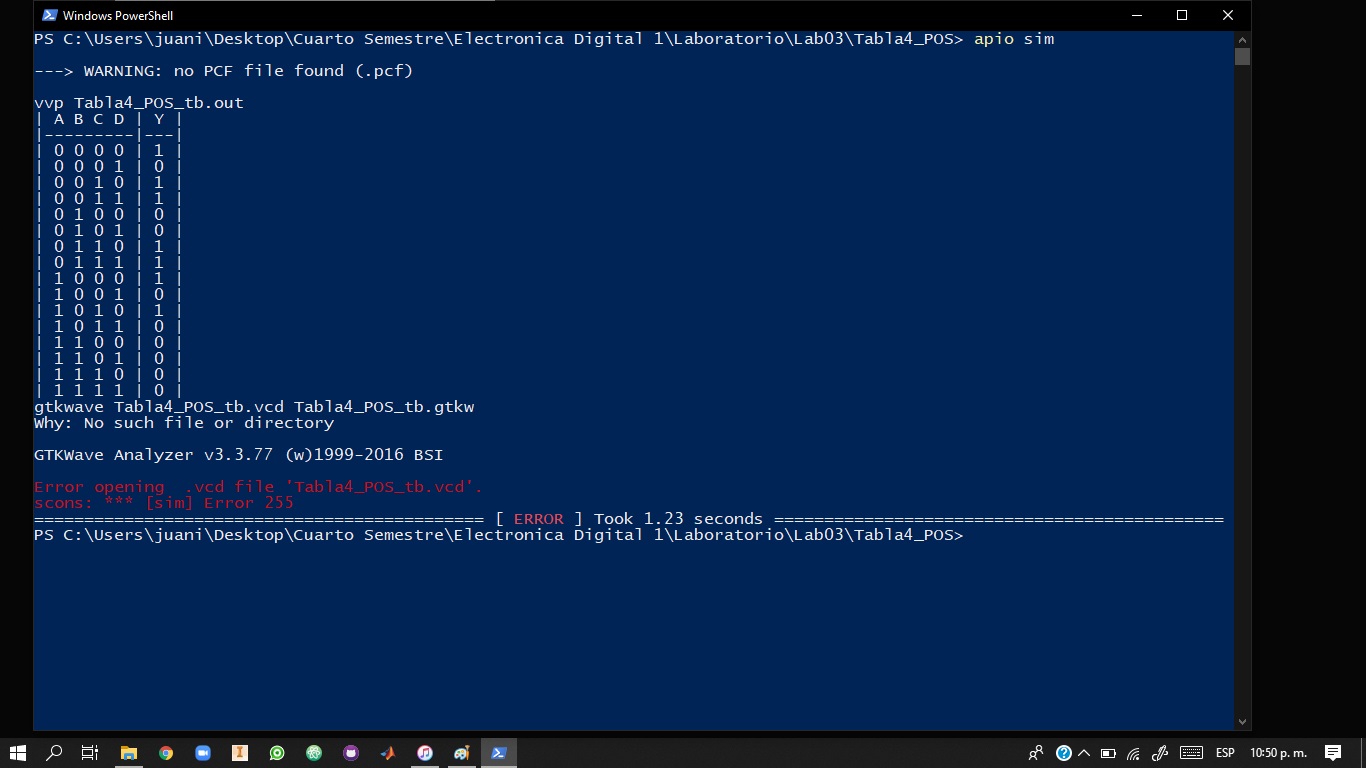 Windows PowerShell
PS C:\Users\juani\Desktop\Cuarto Semestre\Electronica Digital 1\Laboratorio\Lab03\Tabla4_POS> apio sim
---> WARNING: no PCF file found (.pcf)
vvp Tabla4_POS_tb.out
| A B C D | Y |
|---------|---|
| 0 0 0 0 | 1 |
| 0 0 0 1 | 0 |
| 0 0 1 0 | 1 |
| 0 0 1 1 | 1 |
| 0 1 0 0 | 0 |
| 0 1 0 1 | 0 |
| 0 1 1 0 | 1 |
| 0 1 1 1 | 1 |
| 1 0 0 0 | 1 |
| 1 0 0 1 | 0 |
| 1 0 1 0 | 1 |
| 1 0 1 1 | 0 |
| 1 1 0 0 | 0 |
| 1 1 0 1 | 0 |
| 1 1 1 0 | 0 |
| 1 1 1 1 | 0 |
gtkwave Tabla4_POS_tb.vcd Tabla4_POS_tb.gtkw
Why: No such file or directory
GTKWave Analyzer v3.3.77 (w)1999-2016 BSI
Error opening  .vcd file 'Tabla4_POS_tb.vcd'.
scons: *** [sim] Error 255
============================================= [ ERROR ] Took 1.23 seconds =============================================
PS C:\Users\juani\Desktop\Cuarto Semestre\Electronica Digital 1\Laboratorio\Lab03\Tabla4_POS>
ESP
10:50 p. m.